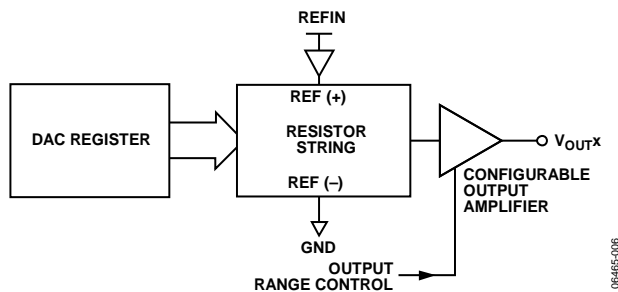 REFIN
REF (+)
DAC REGISTER
RESISTOR
STRING
REF (–)
GND
VOUTX
CONFIGURABLE
OUTPUT
AMPLIFIER
OUTPUT
RANGE CONTROL
06465-006